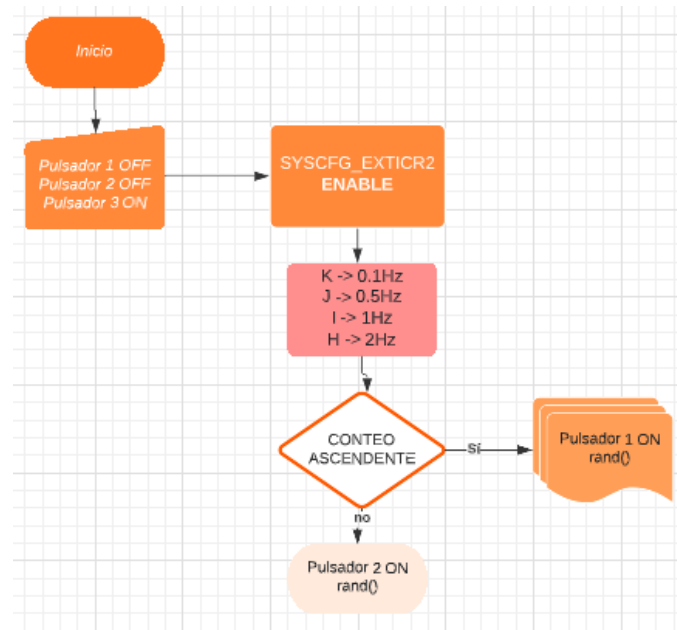 Inicio
Pulsador 1 OFF
Pulsador 2 OFF
Pulsador 3 ON
SYSCFG_EXTICR2
ENABLE
K -> 0.1Hz
J -> 0.5Hz
I -> 1Hz
H -> 2Hz
CONTEO
ASCENDENTE
Sí
Pulsador 1 ON
rand()
no
Pulsador 2 ON
rand()